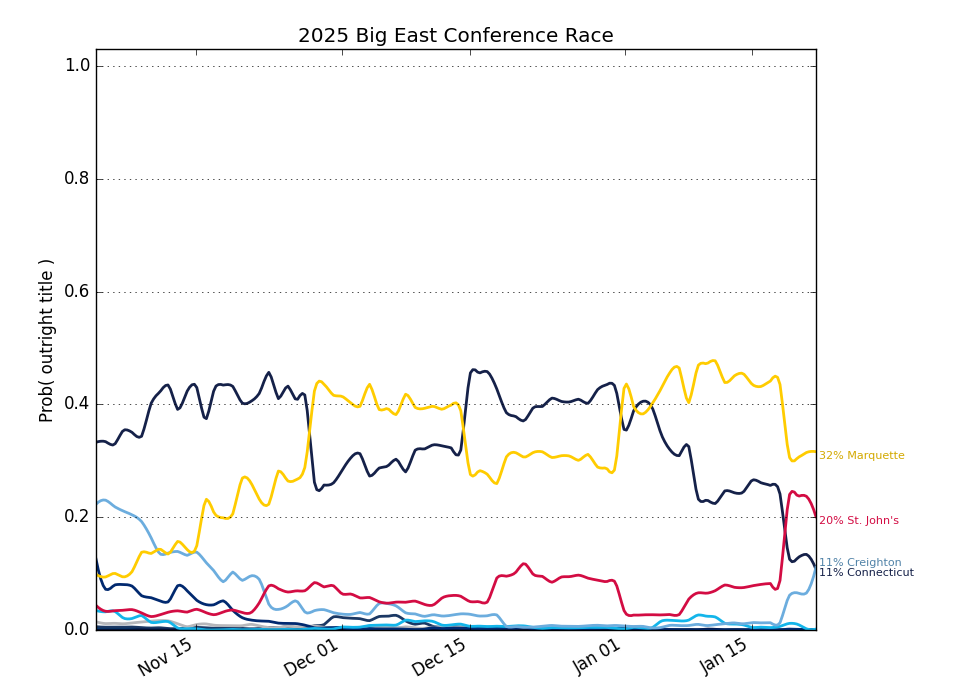 2025 Big East Conference Race
Prob( outright title )
1.0
0.8
0.6
0.4
0.2
0.0
32% Marquette
20% St. John's
11% Creighton
11% Connecticut
Nov 15
Dec 01
Dec 15
Jan 01
Jan 15